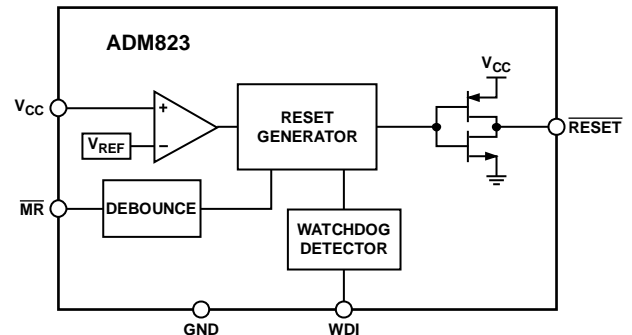 ADM823
VCC
VCC
+
RESET
GENERATOR
RESET
VREF
−
MR
DEBOUNCE
WATCHDOG
DETECTOR
GND
WDI